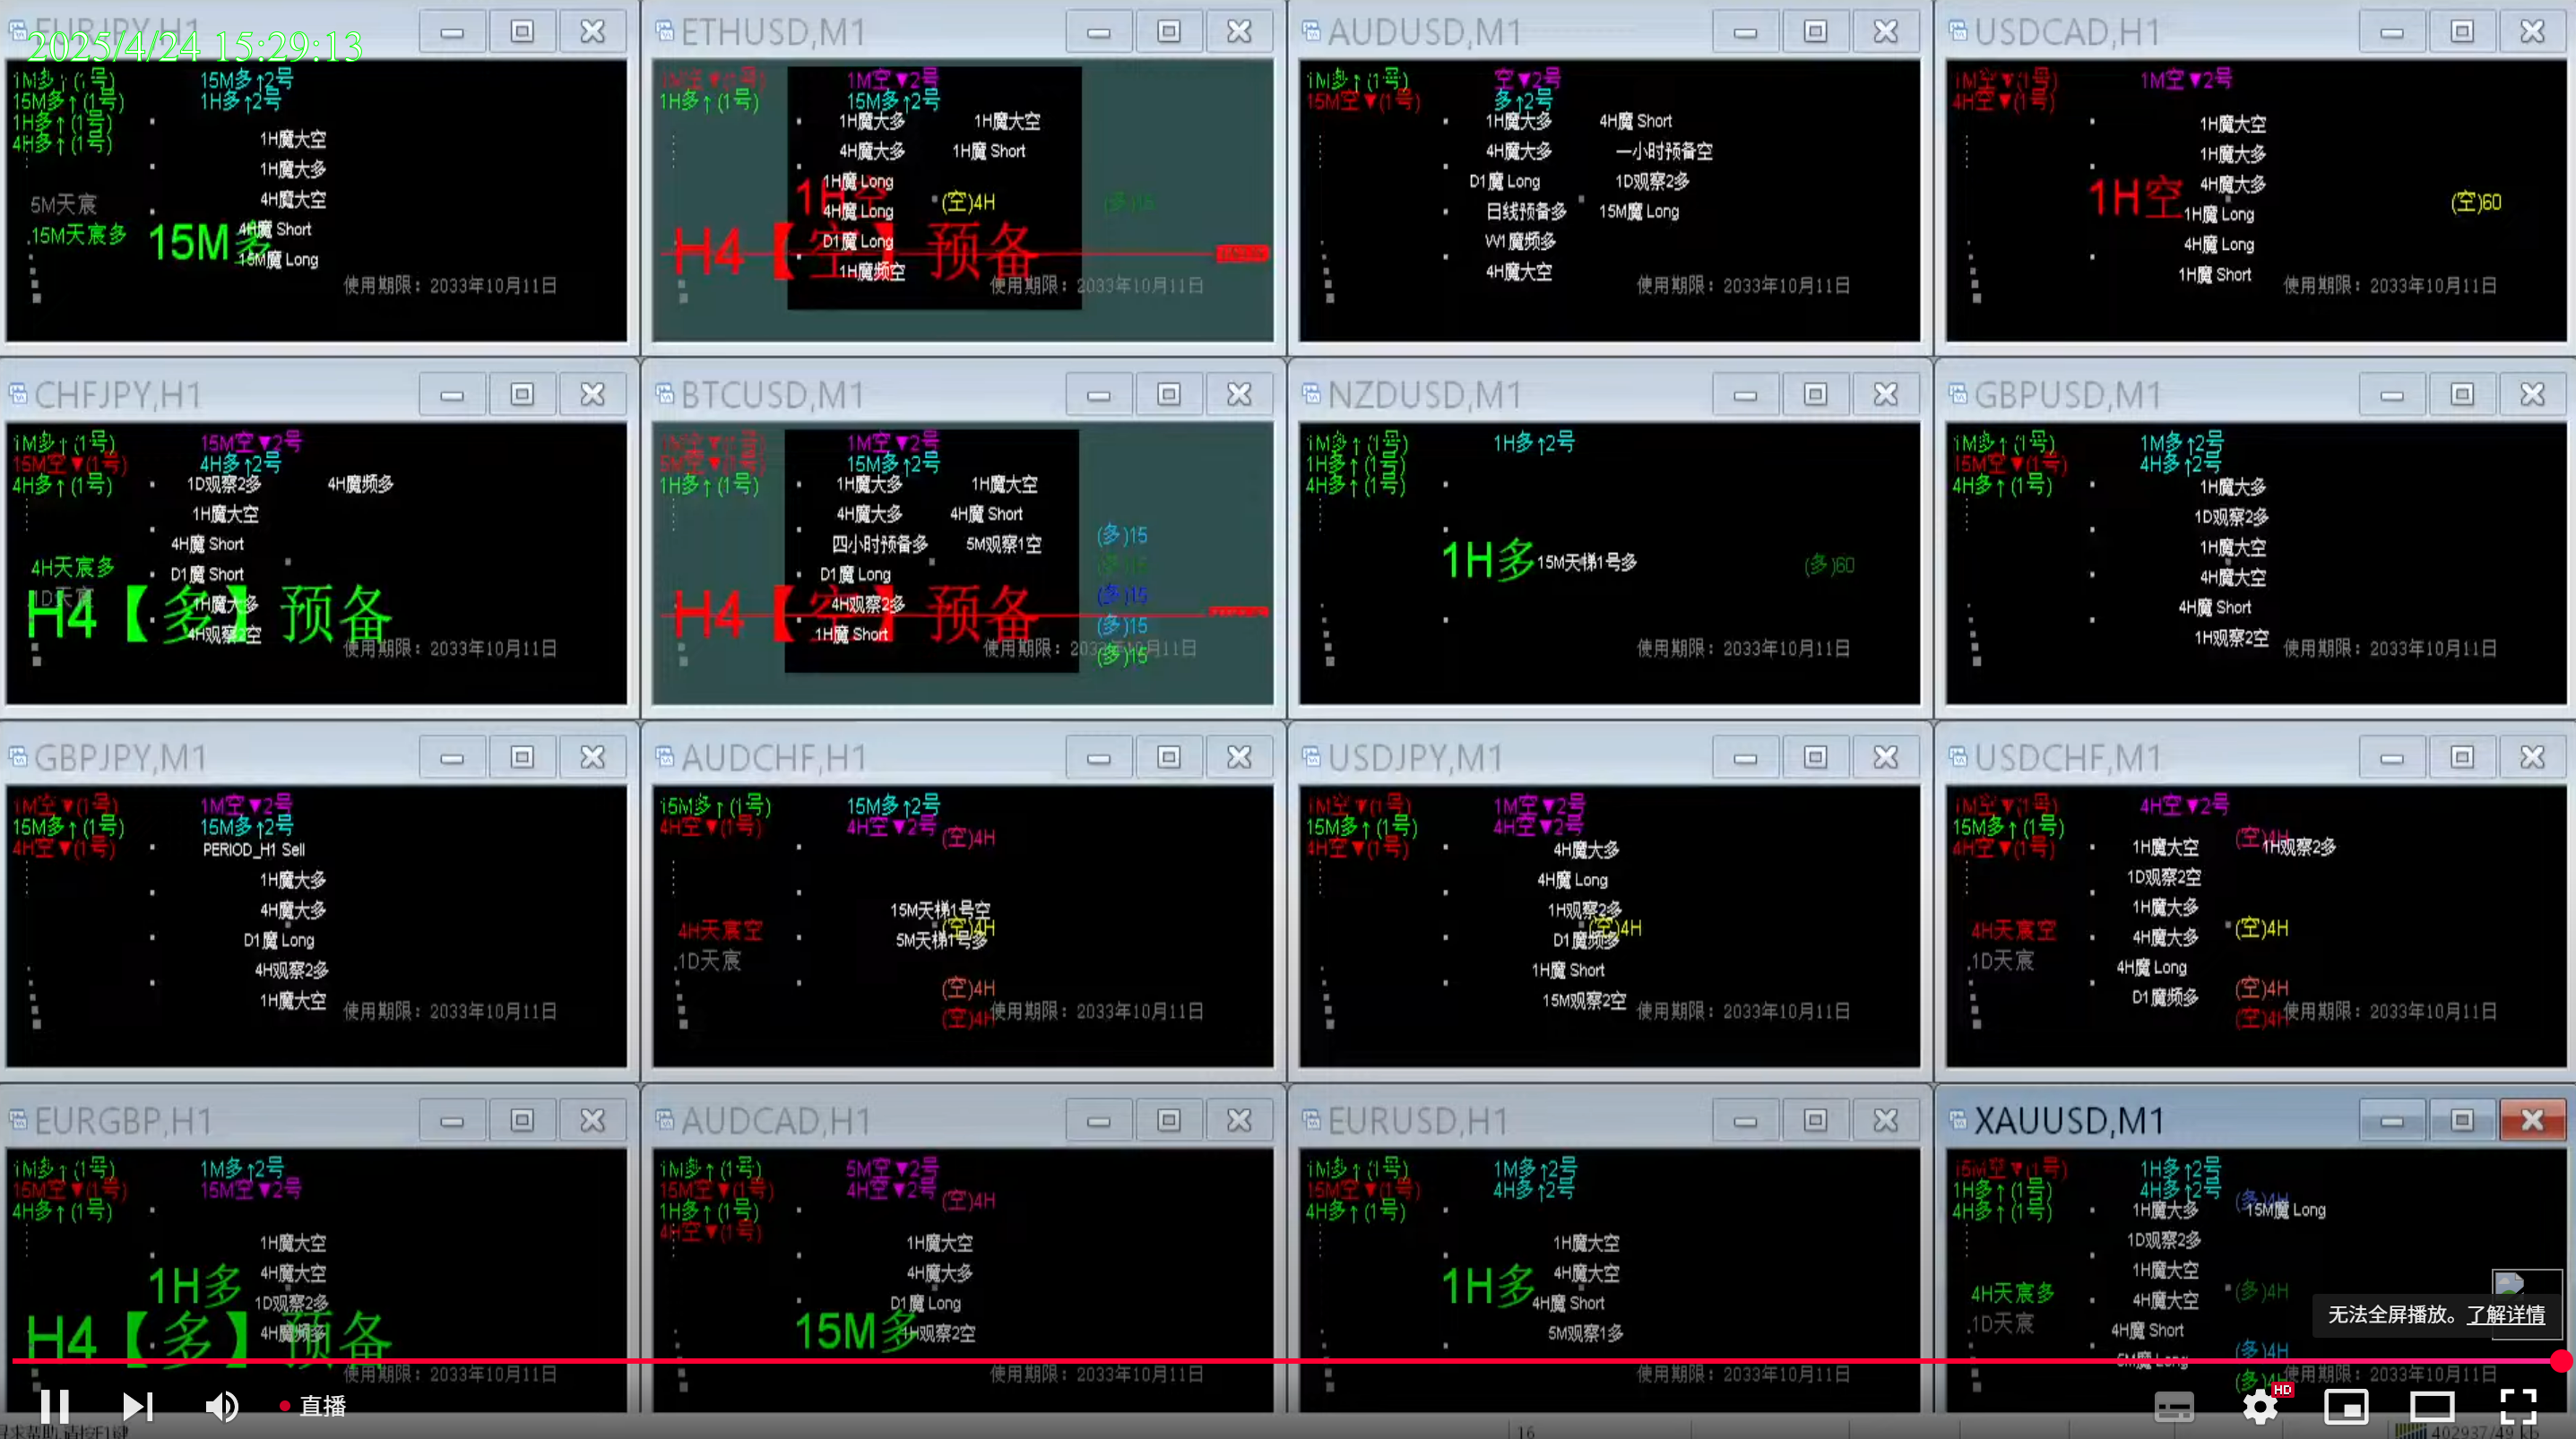 EURJPY,H1
2025/4/24 15:29:13
1M多↑(1号)
15M多↑2号
15M多↑(1号)
1H多↑2号
1H多↑(1号)
4H多↑(1号)
1H魔大空
1H魔大多
4H魔大空
5M天宸
15M天宸多
15M多
4H魔 Short
15M魔 Long
使用期限：2033年10月11日
ETHUSD,M1
1M空▼(1号)
1M空▼2号
1H多↑(1号)
15M多↑2号
1H魔大多
1H魔大空
4H魔大多
1H魔 Short
1H魔 Long
1H空
(空)4H
(多)15
4H魔 Long
H4【空】预备
D1魔 Long
1H魔频空
使用期限：2033年10月11日
AUDUSD,M1
1M多↑(1号)
空▼2号
15M空▼(1号)
多↑2号
1H魔大多
4H魔 Short
4H魔大多
一小时预备空
D1魔 Long
1D观察2多
日线预备多
15M魔 Long
W1魔频多
4H魔大空
使用期限：2033年10月11日
USDCAD,H1
1M空▼(1号)
1M空▼2号
4H空▼(1号)
1H魔大空
1H魔大多
4H魔大多
1H空
(空)60
1H魔 Long
4H魔 Long
1H魔 Short
使用期限：2033年10月11日
CHFJPY,H1
1M多↑(1号)
15M空▼2号
15M空▼(1号)
4H多↑2号
4H多↑(1号)
1D观察2多
4H魔频多
1H魔大空
4H魔 Short
4H天宸多
D1魔 Short
1D天宸
1H魔大多
H4【多】预备
4H观察2空
使用期限：2033年10月11日
BTCUSD,M1
1M空▼2号
5M空▼(1号)
15M多↑2号
1H多↑(1号)
1H魔大多
1H魔大空
4H魔大多
4H魔 Short
(多)15
四小时预备多
5M观察1空
(多)15
D1魔 Long
(多)15
4H观察2多
H4【空】预备
(多)15
1H魔 Short
使用期限：2033年10月11日
(多)15
NZDUSD,M1
1M多↑(1号)
1H多↑2号
1H多↑(1号)
4H多↑(1号)
1H多
15M天梯1号多
(多)60
使用期限：2033年10月11日
GBPUSD,M1
1M多↑(1号)
1M多↑2号
15M空▼(1号)
4H多↑2号
4H多↑(1号)
1H魔大多
1D观察2多
1H魔大空
4H魔大空
4H魔 Short
1H观察2空
使用期限：2033年10月11日
GBPJPY,M1
1M空▼(1号)
1M空▼2号
15M多↑(1号)
15M多↑2号
4H空▼(1号)
PERIOD_H1 Sell
1H魔大多
4H魔大多
D1魔 Long
4H观察2多
1H魔大空
使用期限：2033年10月11日
AUDCHF,H1
15M多↑(1号)
15M多↑2号
4H空▼(1号)
4H空▼2号
(空)4H
15M天梯1号空
4H天宸空
(空)4H
5M天梯1号多
1D天宸
(空)4H
(空)4H
使用期限：2033年10月11日
USDJPY,M1
1M空▼(1号)
1M空▼2号
15M多↑(1号)
4H空▼2号
4H空▼(1号)
4H魔大多
4H魔 Long
1H观察2多
(空)4H
D1魔频多
1H魔 Short
15M观察2空
使用期限：2033年10月11日
USDCHF,M1
1M空▼(1号)
4H空▼2号
15M多↑(1号)
4H空▼(1号)
(空)4H
1H魔大空
1H观察2多
1D观察2空
1H魔大多
4H天宸空
4H魔大多
(空)4H
1D天宸
4H魔 Long
(空)4H
D1魔频多
(空)4H
使用期限：2033年10月11日
EURGBP,H1
1M多↑(1号)
1M多↑2号
15M空▼(1号)
15M空▼2号
4H多↑(1号)
1H魔大空
1H多
4H魔大空
1D观察2多
H4【多】预备
4H魔频多
使用期限：2033年10月11日
AUDCAD,H1
1M多↑(1号)
5M空▼2号
15M空▼(1号)
4H空▼2号
(空)4H
1H多↑(1号)
4H空▼(1号)
1H魔大空
4H魔大多
D1魔 Long
15M多
1H观察2空
使用期限：2033年10月11日
EURUSD,H1
1M多↑(1号)
1M多↑2号
15M空▼(1号)
4H多↑2号
4H多↑(1号)
1H魔大空
1H多
4H魔大空
4H魔 Short
5M观察1多
使用期限：2033年10月11日
XAUUSD,M1
15M空▼(1号)
1H多↑2号
1H多↑(1号)
4H多↑2号
4H多↑(1号)
(多)4H
1H魔大多
15M魔 Long
1D观察2多
1H魔大空
4H天宸多
4H魔大空
(多)4H
1D天宸
4H魔 Short
(多)4H
5M魔 Long
(多)4H
使用期限：2033年10月11日
无法全屏播放。了解详情
直播
HD
16